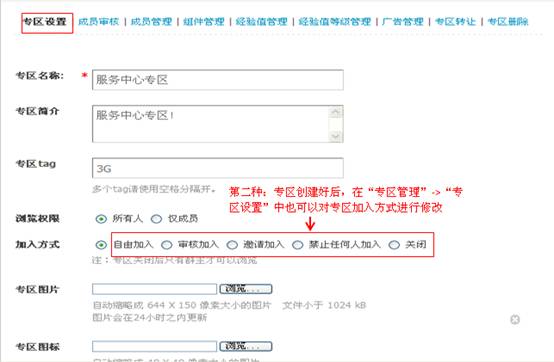 专区设置 | 成员审核 | 成员管理 | 组件管理 | 经验值管理 | 经验值等级管理 | 广告管理 | 专区转让 | 专区删除
专区名称: * 服务中心专区
专区简介 服务中心专区!
专区tag 3G
多个tag请使用空格分隔开。
第二种：专区创建好后，在“专区管理”->“专
区设置”中也可以对专区加入方式进行修改
浏览权限 所有人 仅成员
加入方式 自由加入 审核加入 邀请加入 禁止任何人加入 关闭
注：专区关闭后只有群主才可以浏览
专区图片 浏览...
自动缩略成 644 X 150 像素大小的图片 文件小于 1024 kB
图片会在24小时之内更新
专区图标 浏览...